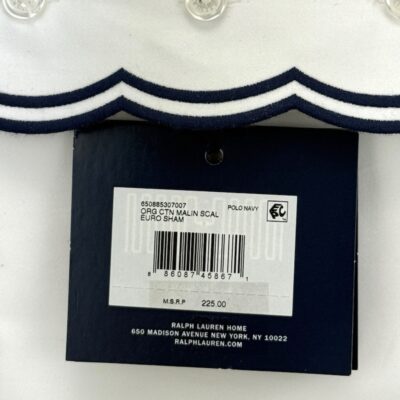 650885307007
ORG CTN MALIN SCAL
EURO SHAM
POLO NAVY
8 86087 45867 1
M.S.R.P 225.00
RALPH LAUREN HOME
650 MADISON AVENUE NEW YORK, NY 10022
RALPHLAUREN.COM